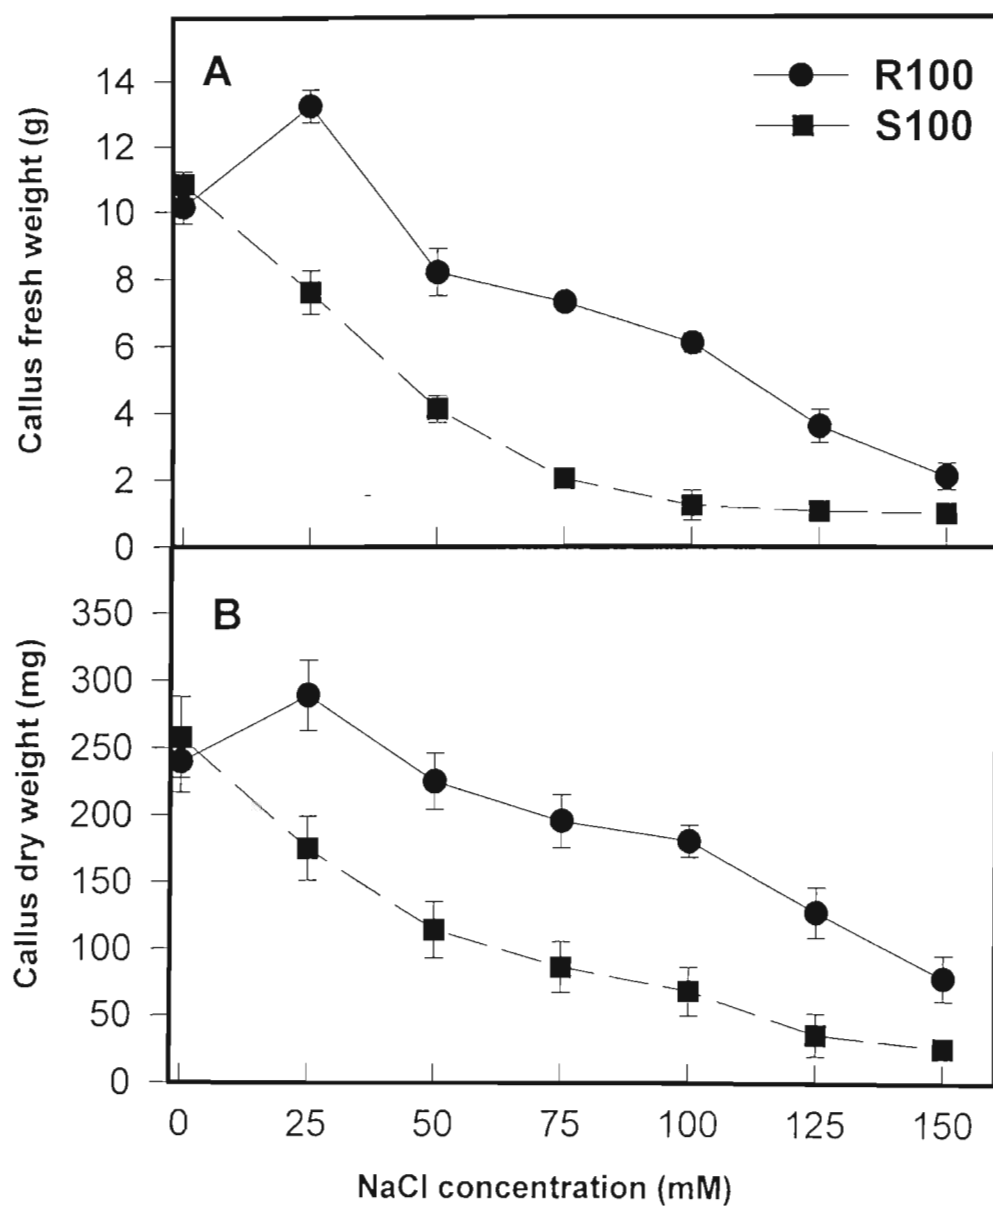 A
R100
S100
Callus fresh weight (g)
14
12
10
8
6
4
2
0
B
Callus dry weight (mg)
350
300
250
200
150
100
50
0
0 25 50 75 100 125 150
NaCl concentration (mM)